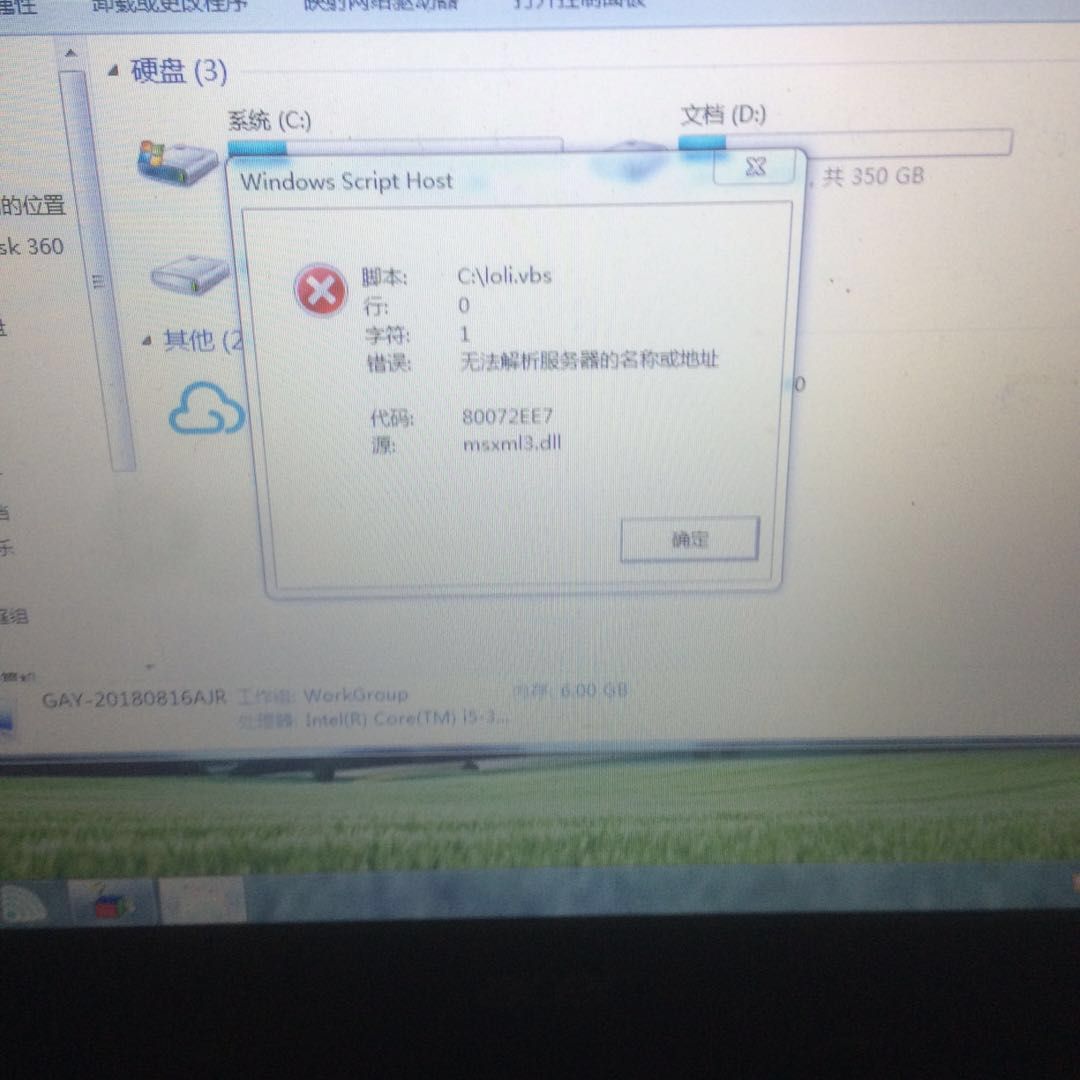 属性 卸载或更改程序 映射网络驱动器 打开控制面板
硬盘 (3)
系统 (C:) 文档 (D:)
共 350 GB
Windows Script Host
的位置
sk 360
脚本: C:\loli.vbs
行: 0
字符: 1
错误: 无法解析服务器的名称或地址
其他 (2
0
代码: 80072EE7
源: msxml3.dll
确定
GAY-20180816AJR 工作组: WorkGroup 内存: 6.00 GB
处理器: Intel(R) Core(TM) i5-3...